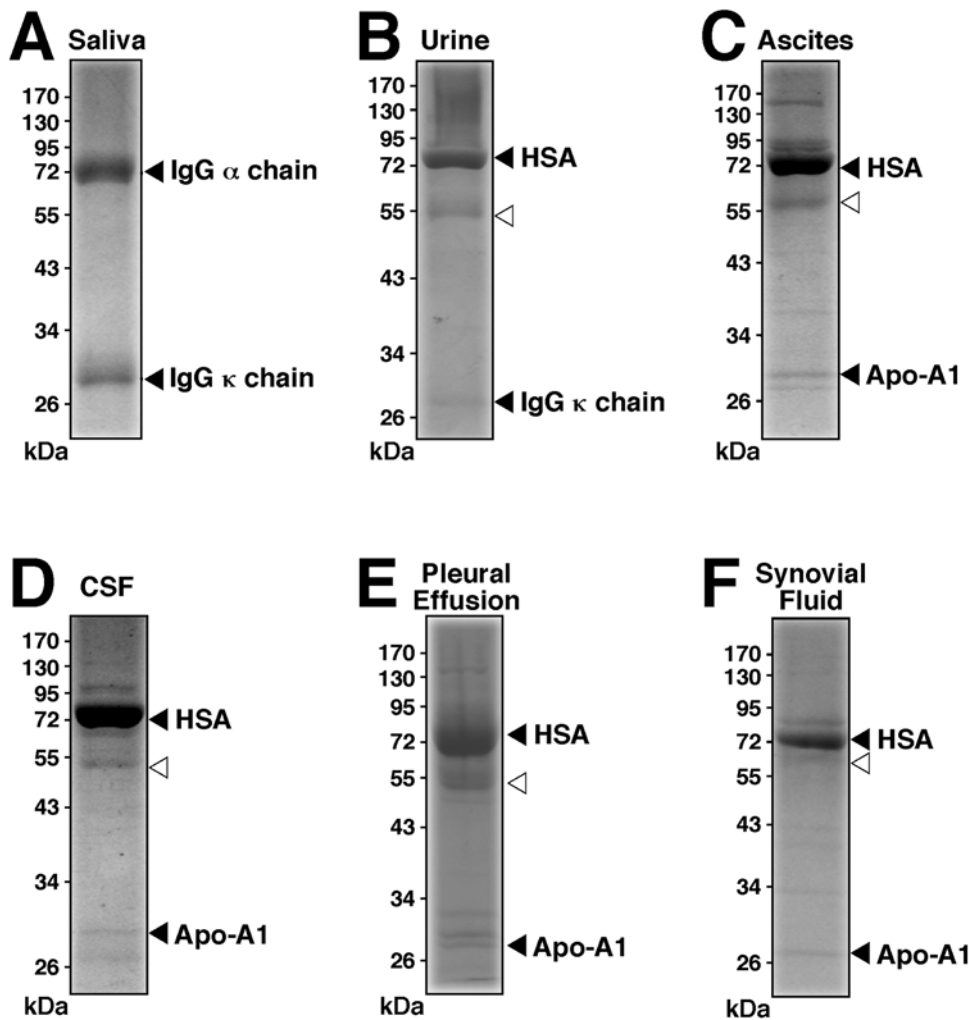 A Saliva
170
130
95
72
55
43
34
26
kDa
IgG α chain
IgG κ chain
B Urine
170
130
95
72
55
43
34
26
kDa
HSA
IgG κ chain
C Ascites
170
130
95
72
55
43
34
26
kDa
HSA
Apo-A1
D CSF
170
130
95
72
55
43
34
26
kDa
HSA
Apo-A1
E Pleural
Effusion
170
130
95
72
55
43
34
26
kDa
HSA
Apo-A1
F Synovial
Fluid
170
130
95
72
55
43
34
26
kDa
HSA
Apo-A1